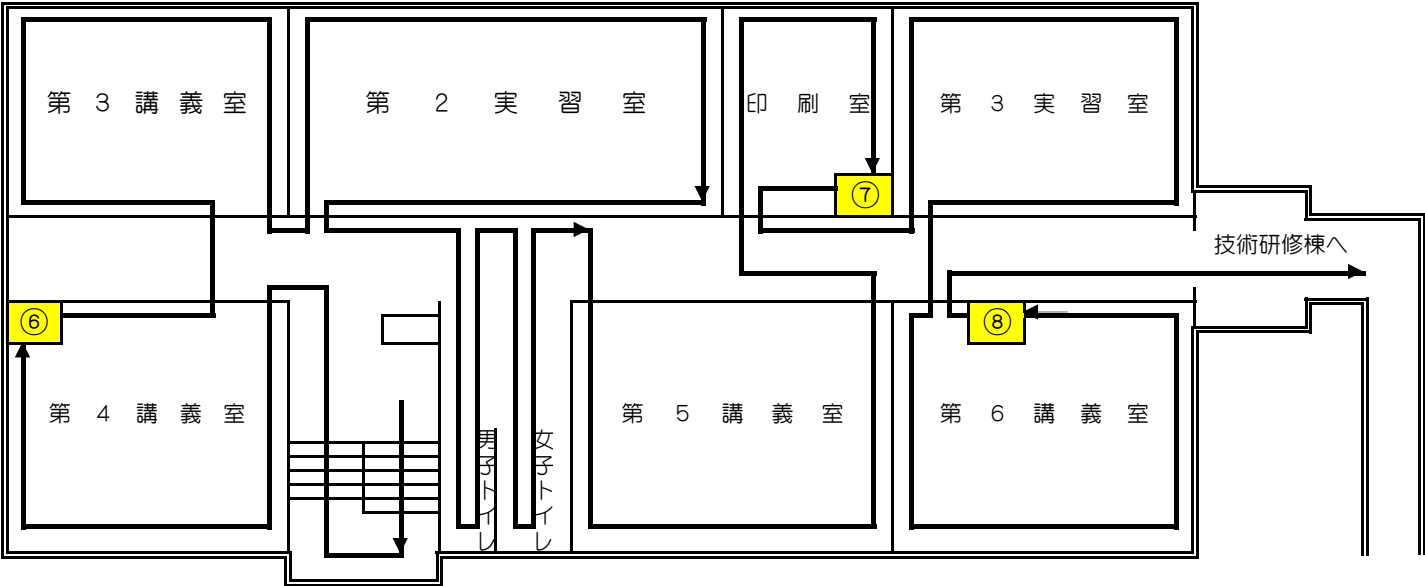 第3講義室
第2実習室
印刷室
第3実習室
⑦
技術研修棟へ
⑥
⑧
第4講義室
第5講義室
第6講義室
男子トイレ
女子トイレ